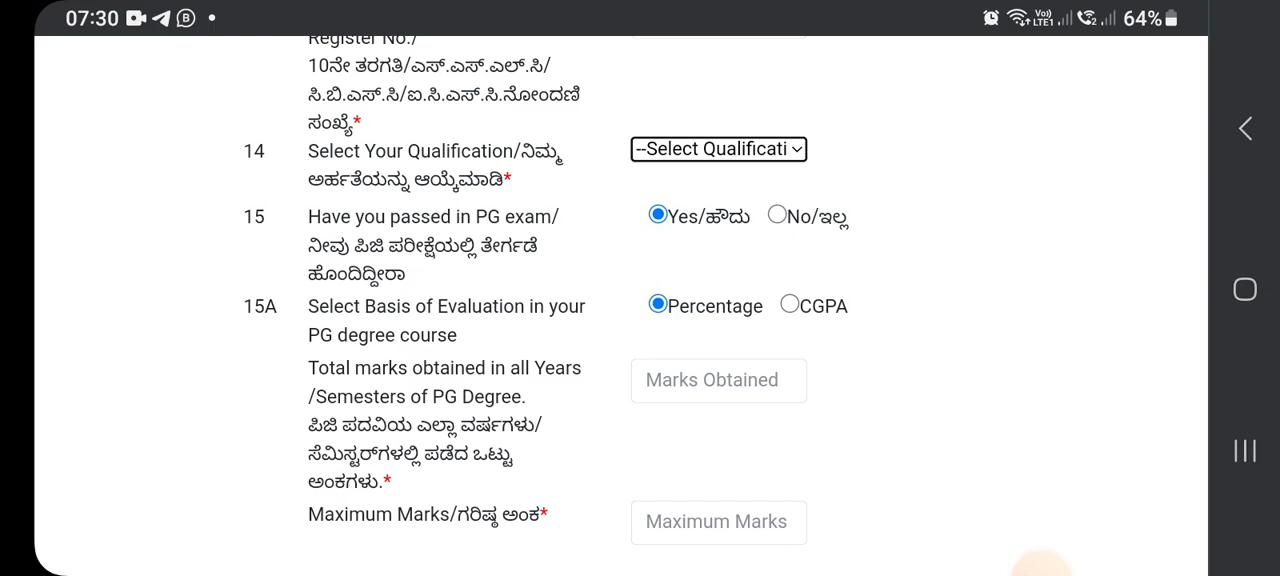 07:30
Vo)) LTE1 2 64%
Register No./
10ನೇ ತರಗತಿ/ಎಸ್.ಎಸ್.ಎಲ್.ಸಿ/
ಸಿ.ಬಿ.ಎಸ್.ಸಿ/ಐ.ಸಿ.ಎಸ್.ಸಿ.ನೋಂದಣಿ
ಸಂಖ್ಯೆ*
14 Select Your Qualification/ನಿಮ್ಮ --Select Qualificati
ಅರ್ಹತೆಯನ್ನು ಆಯ್ಕೆಮಾಡಿ*
15 Have you passed in PG exam/ Yes/ಹೌದು No/ಇಲ್ಲ
ನೀವು ಪಿಜಿ ಪರೀಕ್ಷೆಯಲ್ಲಿ ತೇರ್ಗಡೆ
ಹೊಂದಿದ್ದೀರಾ
15A Select Basis of Evaluation in your Percentage CGPA
PG degree course
Total marks obtained in all Years Marks Obtained
/Semesters of PG Degree.
ಪಿಜಿ ಪದವಿಯ ಎಲ್ಲಾ ವರ್ಷಗಳು/
ಸೆಮಿಸ್ಟರ್‌ಗಳಲ್ಲಿ ಪಡೆದ ಒಟ್ಟು
ಅಂಕಗಳು.*
Maximum Marks/ಗರಿಷ್ಠ ಅಂಕ* Maximum Marks